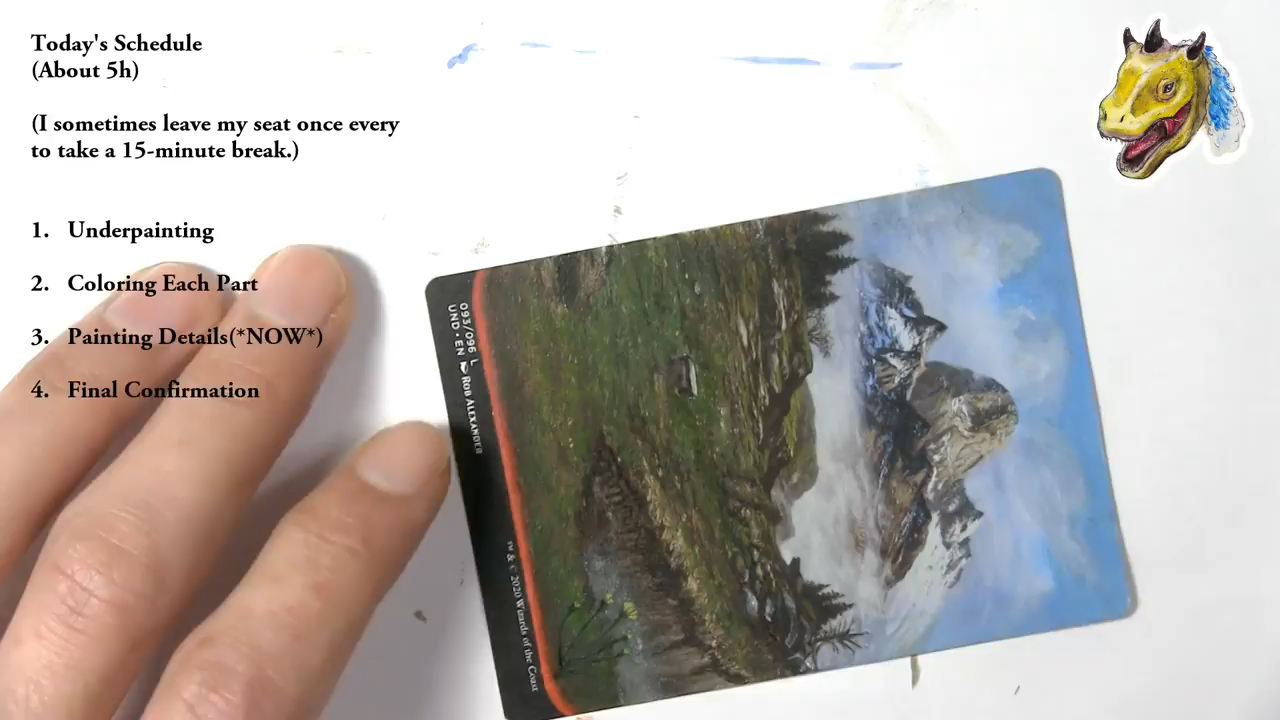 Today's Schedule
(About 5h)
(I sometimes leave my seat once every
to take a 15-minute break.)
1. Underpainting
2. Coloring Each Part
3. Painting Details(*NOW*)
4. Final Confirmation
093/096 L
UND • EN ROB ALEXANDER
™ & © 2020 Wizards of the Coast